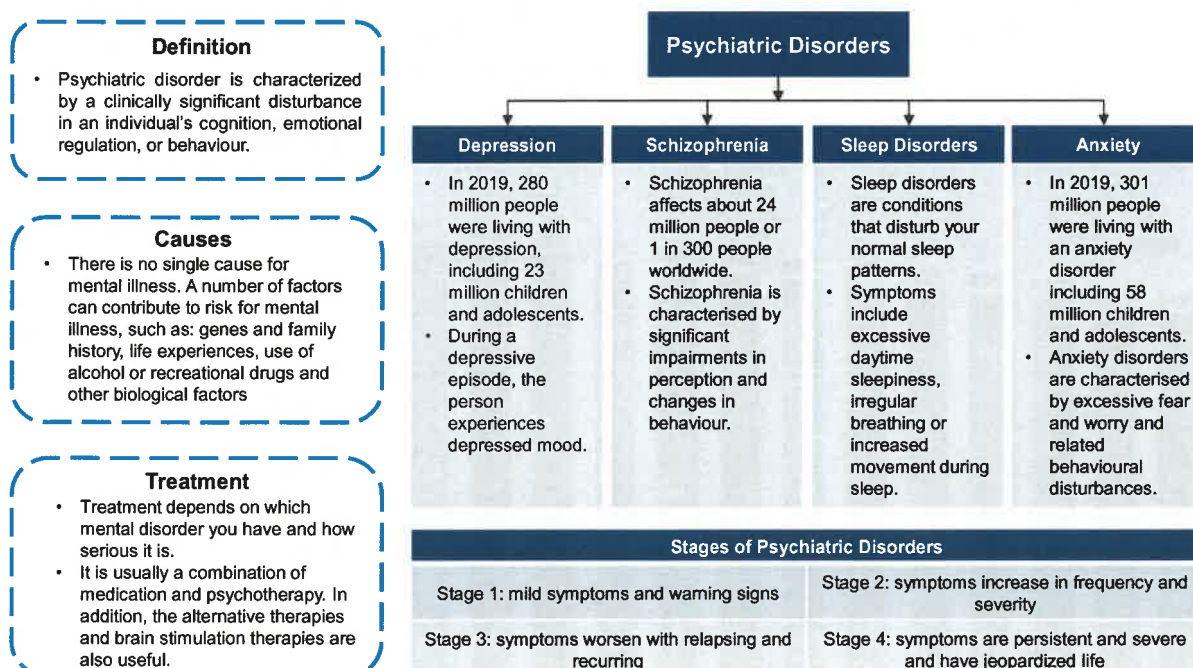 Definition
• Psychiatric disorder is characterized
by a clinically significant disturbance
in an individual's cognition, emotional
regulation, or behaviour.
Causes
• There is no single cause for
mental illness. A number of factors
can contribute to risk for mental
illness, such as: genes and family
history, life experiences, use of
alcohol or recreational drugs and
other biological factors
Treatment
• Treatment depends on which
mental disorder you have and how
serious it is.
• It is usually a combination of
medication and psychotherapy. In
addition, the alternative therapies
and brain stimulation therapies are
also useful.
Psychiatric Disorders
Depression
• In 2019, 280
million people
were living with
depression,
including 23
million children
and adolescents.
• During a
depressive
episode, the
person
experiences
depressed mood.
Schizophrenia
• Schizophrenia
affects about 24
million people or
1 in 300 people
worldwide.
• Schizophrenia is
characterised by
significant
impairments in
perception and
changes in
behaviour.
Sleep Disorders
• Sleep disorders
are conditions
that disturb your
normal sleep
patterns.
• Symptoms
include
excessive
daytime
sleepiness,
irregular
breathing or
increased
movement during
sleep.
Anxiety
• In 2019, 301
million people
were living with
an anxiety
disorder
including 58
million children
and adolescents.
• Anxiety disorders
are characterised
by excessive fear
and worry and
related
behavioural
disturbances.
Stages of Psychiatric Disorders
Stage 1: mild symptoms and warning signs
Stage 2: symptoms increase in frequency and
severity
Stage 3: symptoms worsen with relapsing and
recurring
Stage 4: symptoms are persistent and severe
and have jeopardized life